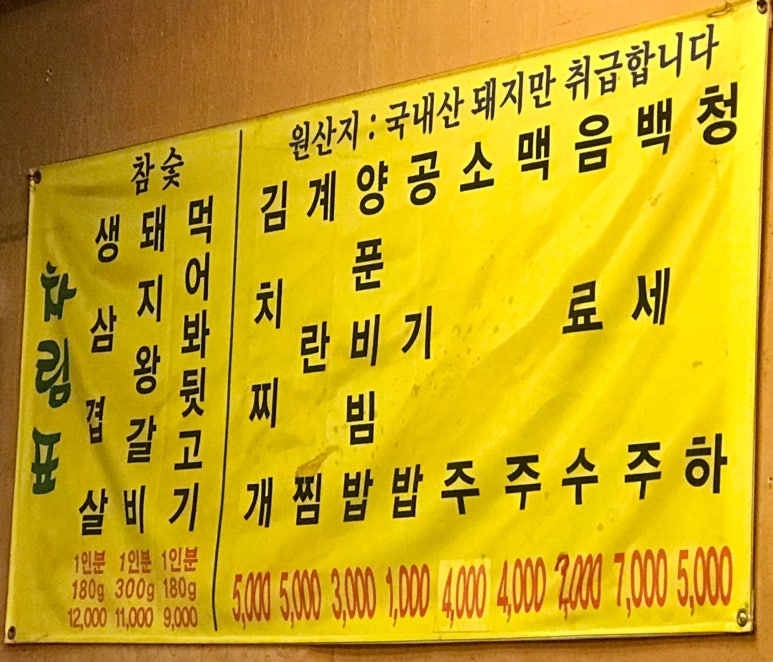 차림표
참숯
생삼겹살
1인분
180g
12,000
돼지왕갈비
1인분
300g
11,000
먹어봐뒷고기
1인분
180g
9,000
원산지 : 국내산 돼지만 취급합니다
김치찌개
5,000
계란찜
5,000
양푼비빔밥
3,000
공기밥
1,000
소주
4,000
맥주
4,000
음료수
2,000
백세주
7,000
청하
5,000